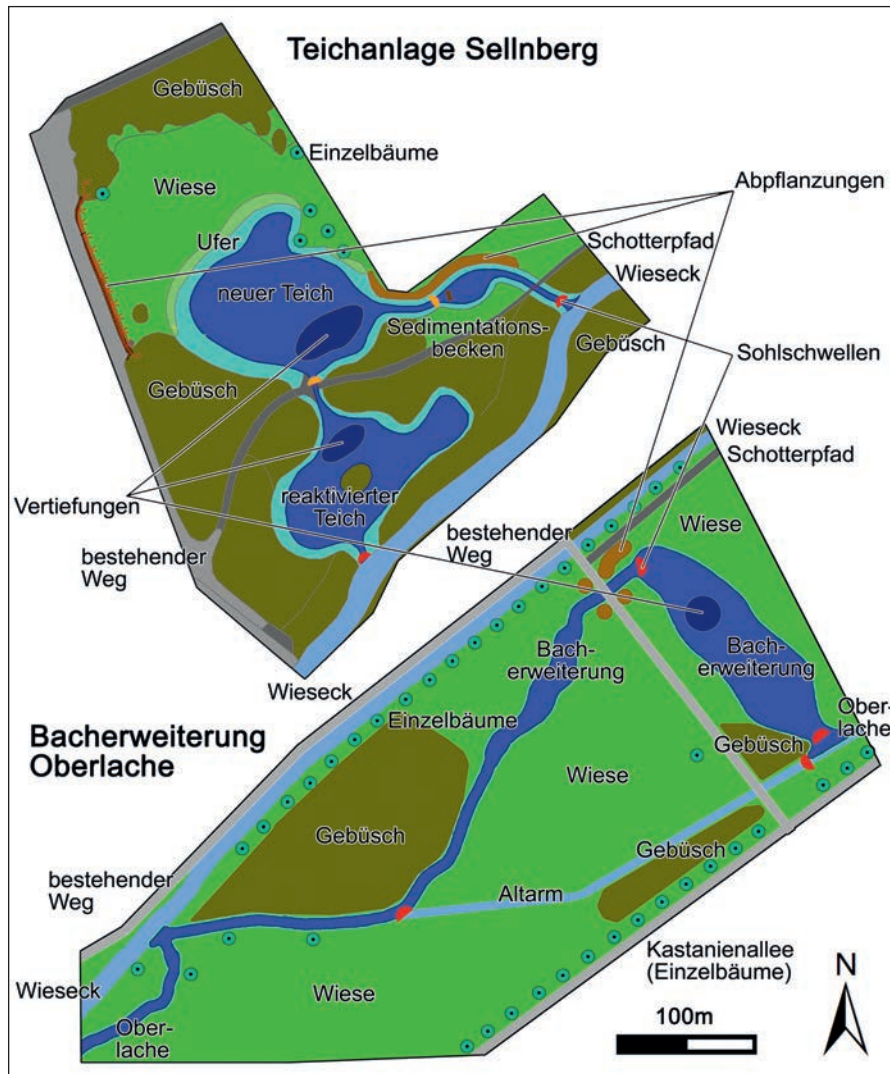 Teichanlage Sellnberg
Gebüsch
Einzelbäume
Wiese
Abpflanzungen
Ufer
Schotterpfad
Wieseck
neuer Teich
Sedimentations-
becken
Gebüsch
Sohlschwellen
Gebüsch
Wieseck
Schotterpfad
Vertiefungen
reaktivierter
Teich
bestehender
Weg
Wiese
bestehender
Weg
Bach-
erweiterung
Bach-
erweiterung
Wieseck
Einzelbäume
Ober-
lache
Bacherweiterung
Oberlache
Gebüsch
Wiese
Gebüsch
Gebüsch
bestehender
Weg
Altarm
Kastanienallee
(Einzelbäume)
N
Wieseck
Wiese
100m
Ober-
lache